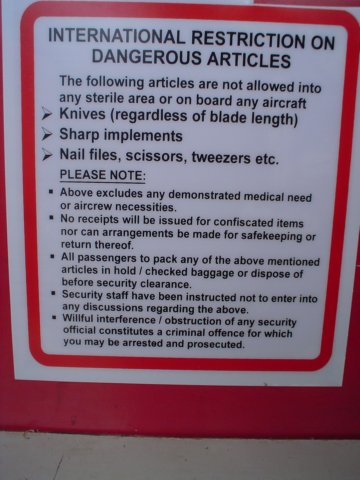 INTERNATIONAL RESTRICTION ON
DANGEROUS ARTICLES
The following articles are not allowed into
any sterile area or on board any aircraft
➢ Knives (regardless of blade length)
➢ Sharp implements
➢ Nail files, scissors, tweezers etc.
PLEASE NOTE:
▪ Above excludes any demonstrated medical need
or aircrew necessities.
▪ No receipts will be issued for confiscated items
nor can arrangements be made for safekeeping or
return thereof.
▪ All passengers to pack any of the above mentioned
articles in hold / checked baggage or dispose of
before security clearance.
▪ Security staff have been instructed not to enter into
any discussions regarding the above.
▪ Willful interference / obstruction of any security
official constitutes a criminal offence for which
you may be arrested and prosecuted.